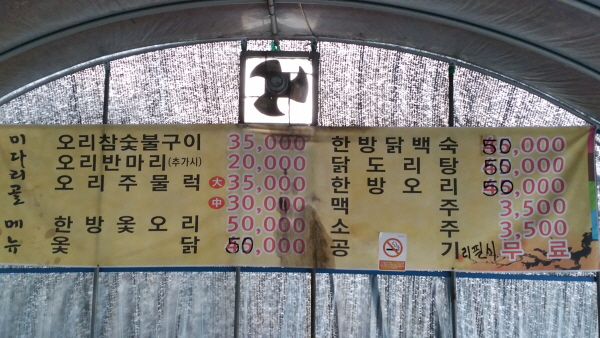 미다리골 메뉴
오리참숯불구이 35,000
오리반마리(추가시) 20,000
오리주물럭 大 35,000
中 30,000
한방옻오리 50,000
옻닭 50,000
한방닭백숙 50,000
닭도리탕 50,000
한방오리 50,000
맥주 3,500
소주 3,500
공기 리필시 무료